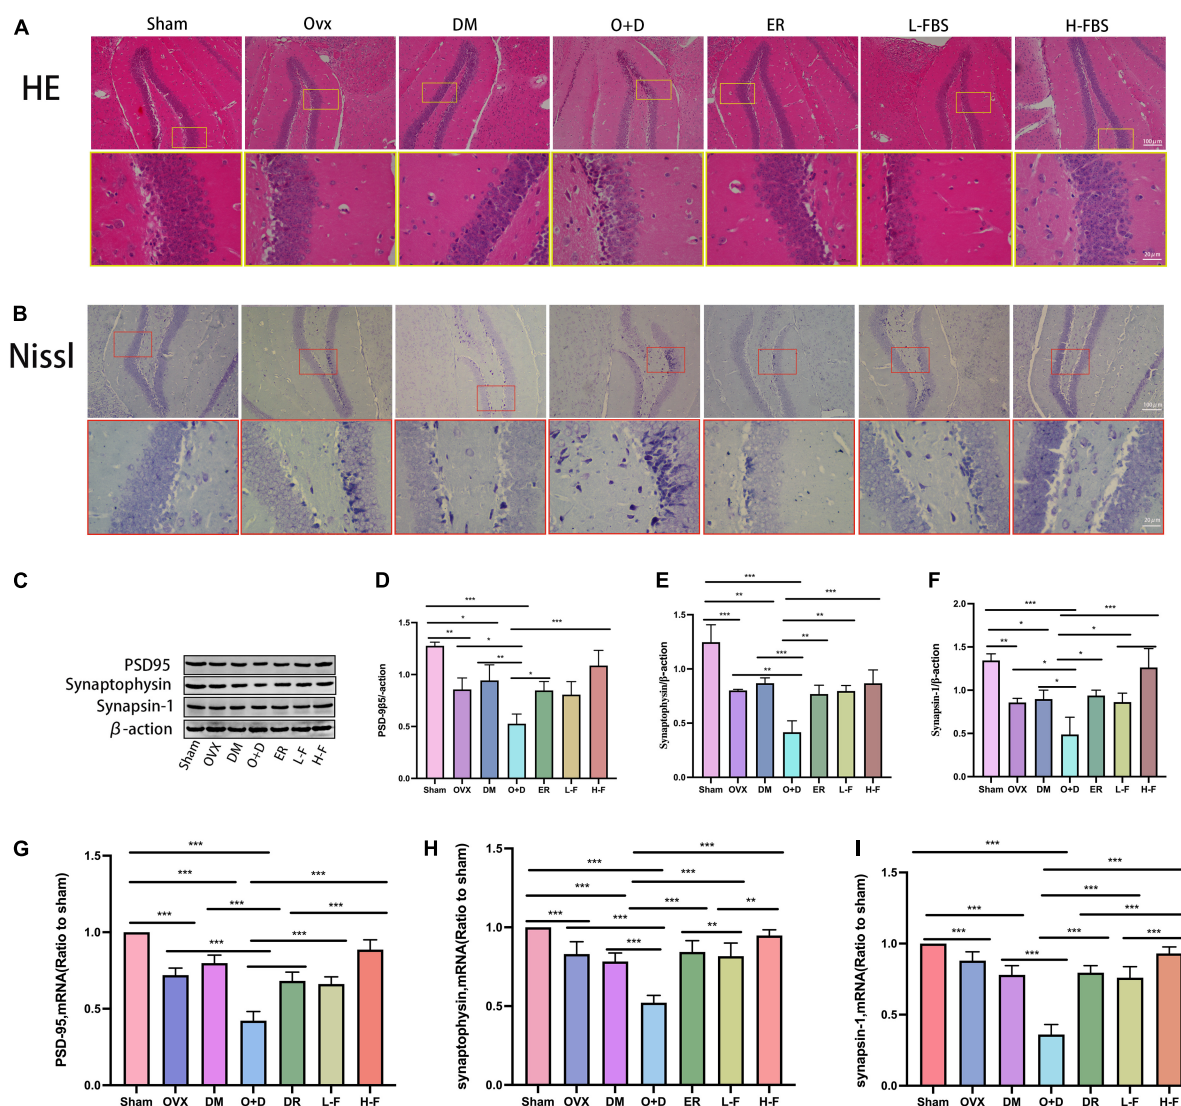 A
Sham Ovx DM O+D ER L-FBS H-FBS
HE
100μm
20μm
B
Nissl
100μm
20μm
C
PSD95
Synaptophysin
Synapsin-1
β-action
Sham OVX DM O+D ER L-F H-F
D
PSD-9β5/-action
1.5
1.0
0.5
0.0
***
* ***
** *
**
*
Sham OVX DM O+D ER L-F H-F
E
Synaptophysin/β-action
1.5
1.0
0.5
0.0
***
** ***
*** **
**
***
**
Sham OVX DM O+D ER L-F H-F
F
Synapsin-1/β-action
2.0
1.5
1.0
0.5
0.0
***
* ***
** *
* *
*
Sham OVX DM O+D ER L-F H-F
G
PSD-95,mRNA(Ratio to sham)
1.5
1.0
0.5
0.0
***
*** ***
*** ***
***
*** ***
Sham OVX DM O+D DR L-F H-F
H
synaptophysin,mRNA(Ratio to sham)
1.5
1.0
0.5
0.0
***
***
*** ***
*** **
*** ***
*** **
Sham OVX DM O+D ER L-F H-F
I
synapsin-1,mRNA(Ratio to sham)
1.5
1.0
0.5
0.0
***
***
***
*** ***
*** *** ***
***
Sham OVX DM O+D ER L-F H-F